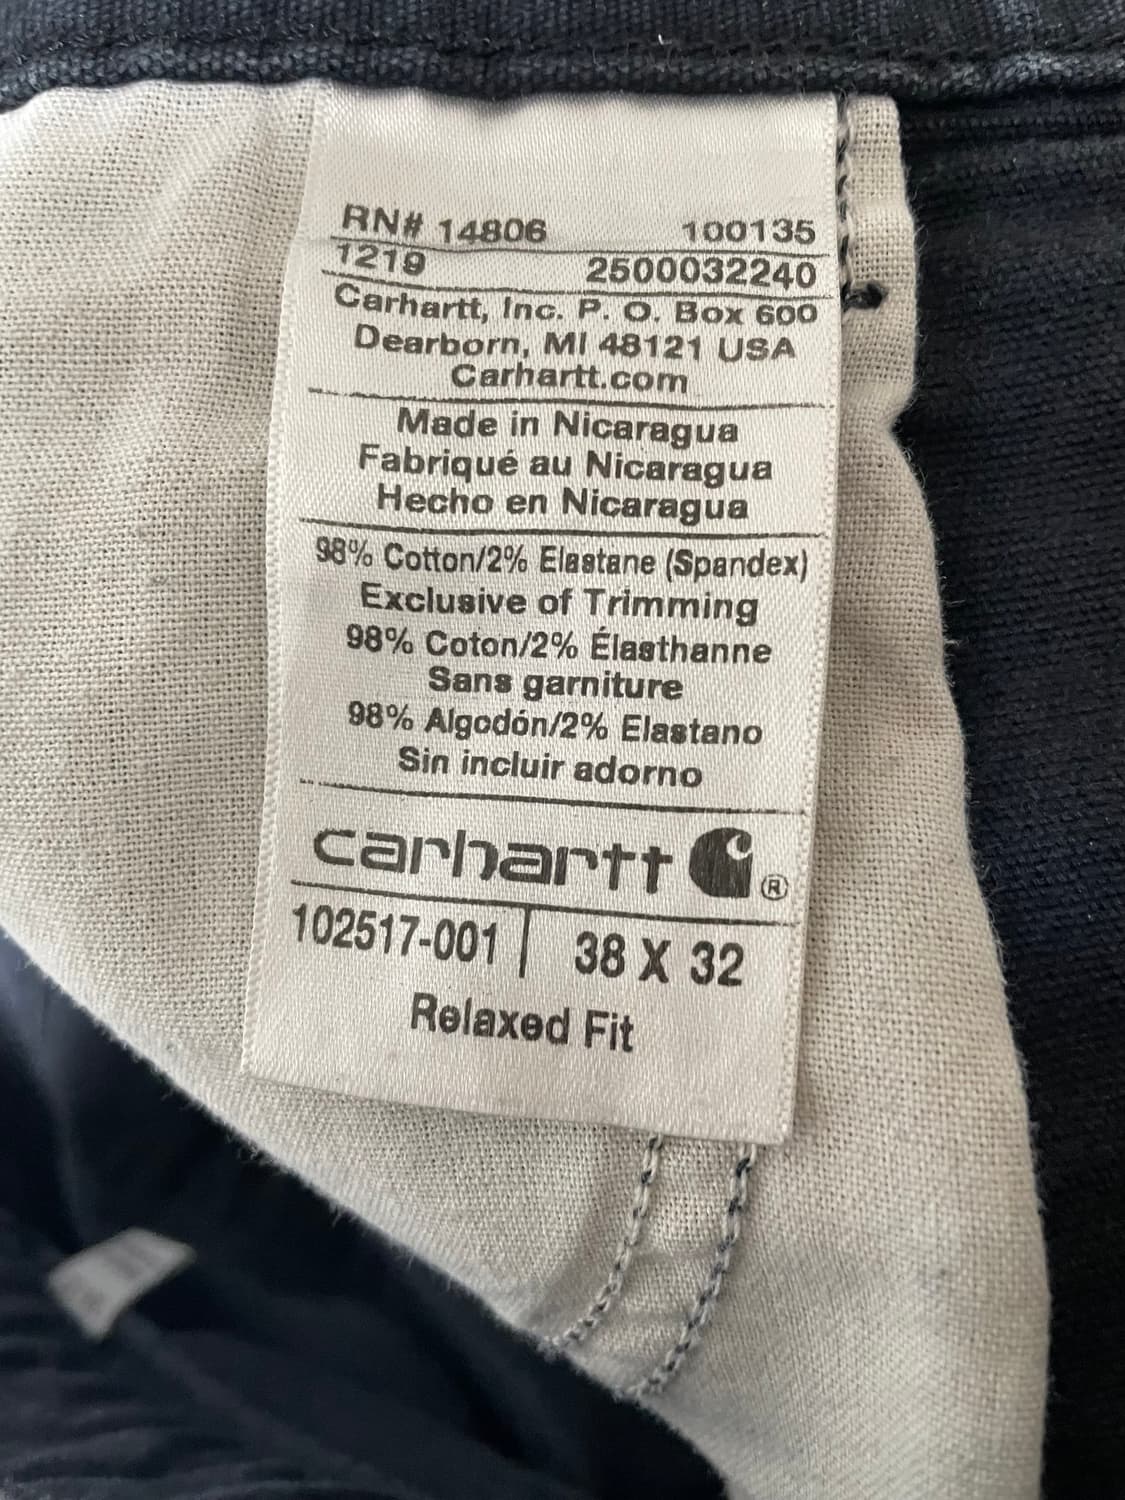 RN# 14806 100135
1219 2500032240
Carhartt, Inc. P. O. Box 600
Dearborn, MI 48121 USA
Carhartt.com
Made in Nicaragua
Fabriqué au Nicaragua
Hecho en Nicaragua
98% Cotton/2% Elastane (Spandex)
Exclusive of Trimming
98% Coton/2% Élasthanne
Sans garniture
98% Algodón/2% Elastano
Sin incluir adorno
carhartt ®
102517-001 | 38 X 32
Relaxed Fit